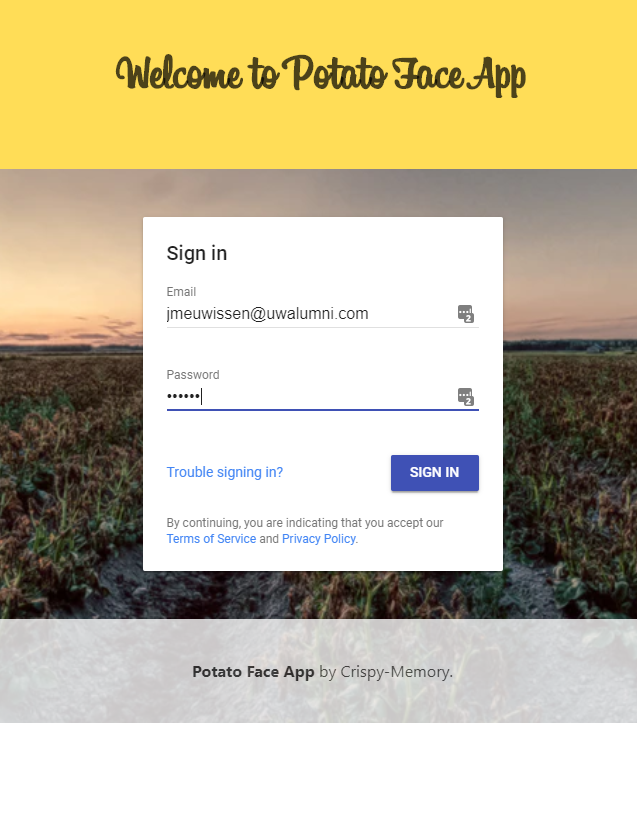 Welcome to Potato Face App
Sign in
Email
jmeuwissen@uwalumni.com
2
Password
••••••
2
Trouble signing in?
SIGN IN
By continuing, you are indicating that you accept our
Terms of Service and Privacy Policy.
Potato Face App by Crispy-Memory.